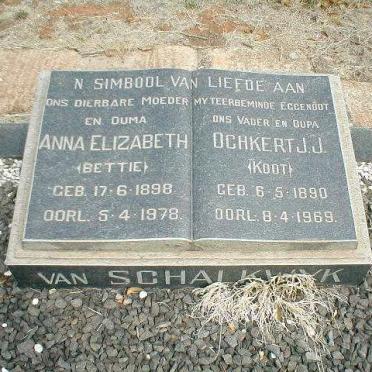 'N SIMBOOL VAN LIEFDE AAN
ONS DIERBARE MOEDER
EN OUMA
ANNA ELIZABETH
(BETTIE)
GEB. 17-6-1898
OORL. 5-4-1978.
MY TEERBEMINDE EGGENOOT
ONS VADER EN OUPA
OCHKERT J.J.
(KOOT)
GEB. 6-5-1890
OORL. 8-4-1969.
VAN SCHALKWYK